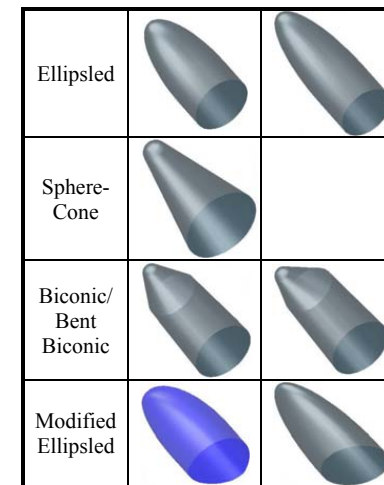 Ellipsled
Sphere-
Cone
Biconic/
Bent
Biconic
Modified
Ellipsled